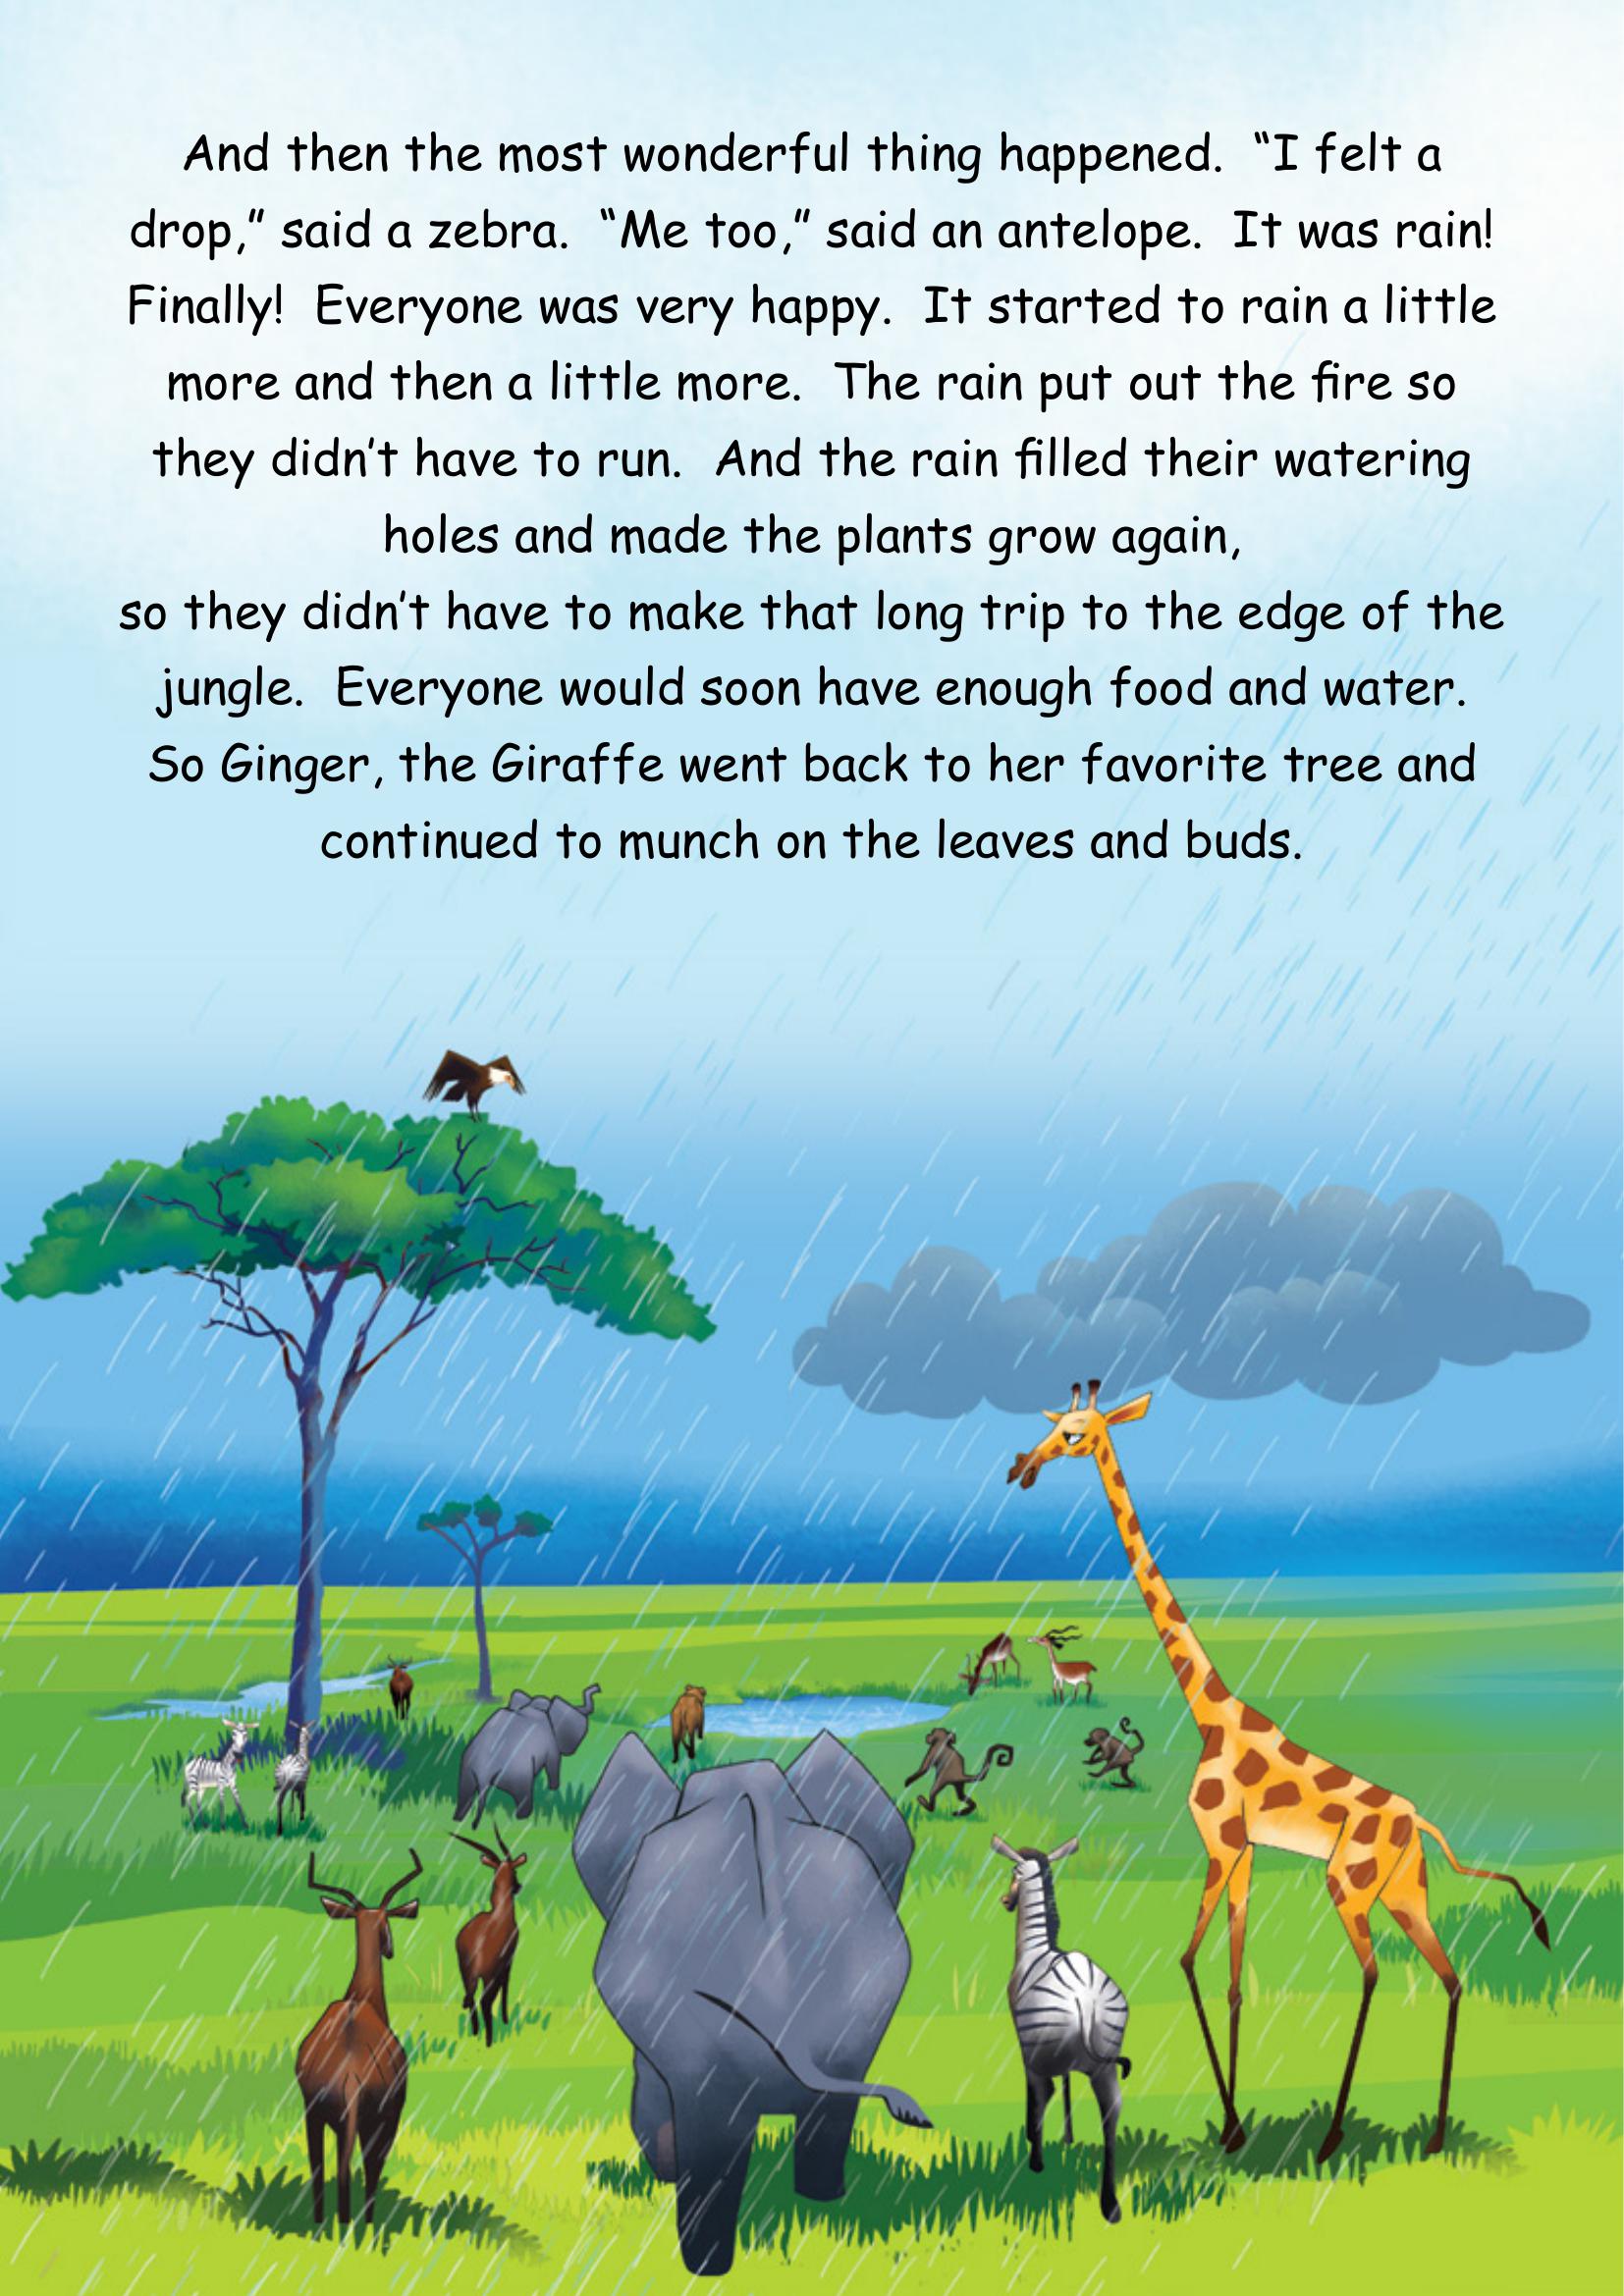 And then the most wonderful thing happened.  “I felt a
drop,” said a zebra.  “Me too,” said an antelope.  It was rain!
Finally!  Everyone was very happy.  It started to rain a little
more and then a little more.  The rain put out the fire so
they didn’t have to run.  And the rain filled their watering
holes and made the plants grow again,
so they didn’t have to make that long trip to the edge of the
jungle.  Everyone would soon have enough food and water.
So Ginger, the Giraffe went back to her favorite tree and
continued to munch on the leaves and buds.